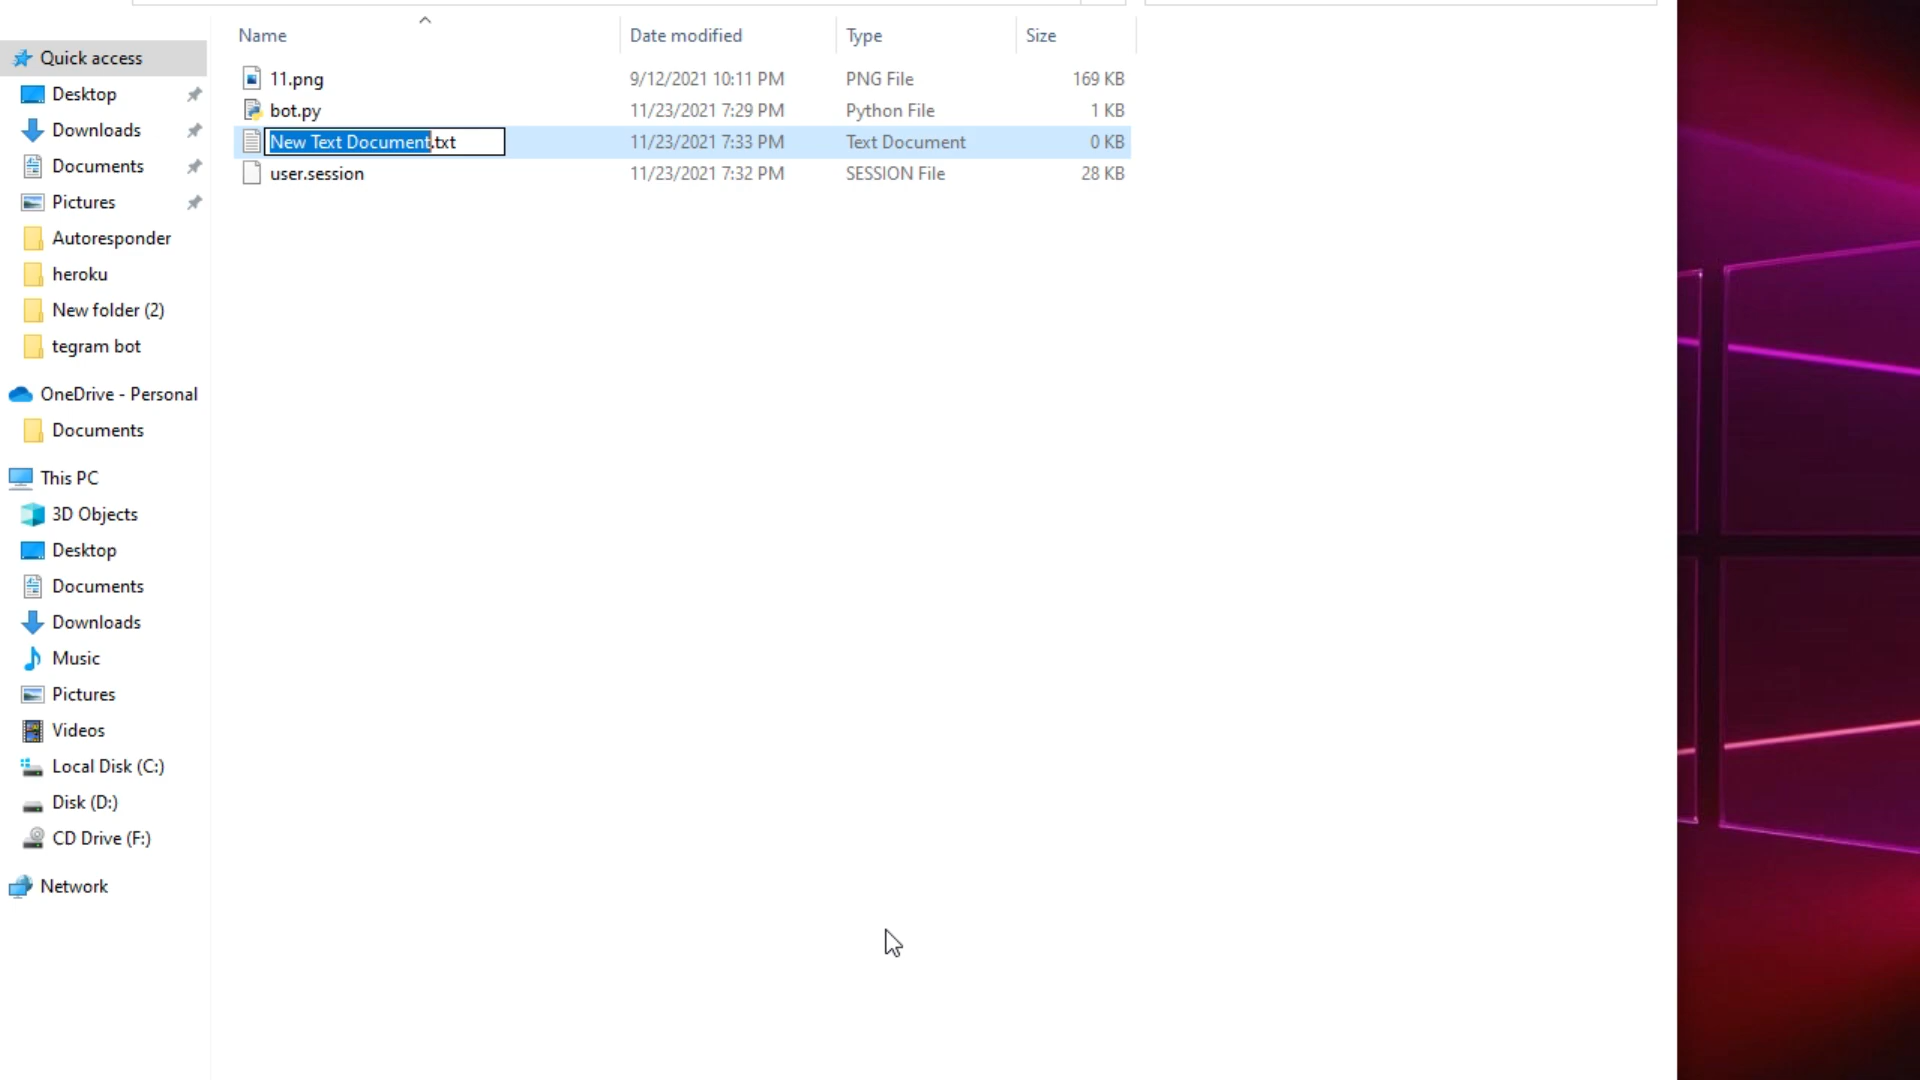 Name Date modified Type Size
11.png 9/12/2021 10:11 PM PNG File 169 KB
bot.py 11/23/2021 7:29 PM Python File 1 KB
New Text Document.txt 11/23/2021 7:33 PM Text Document 0 KB
user.session 11/23/2021 7:32 PM SESSION File 28 KB
Quick access
Desktop
Downloads
Documents
Pictures
Autoresponder
heroku
New folder (2)
tegram bot
OneDrive - Personal
Documents
This PC
3D Objects
Desktop
Documents
Downloads
Music
Pictures
Videos
Local Disk (C:)
Disk (D:)
CD Drive (F:)
Network